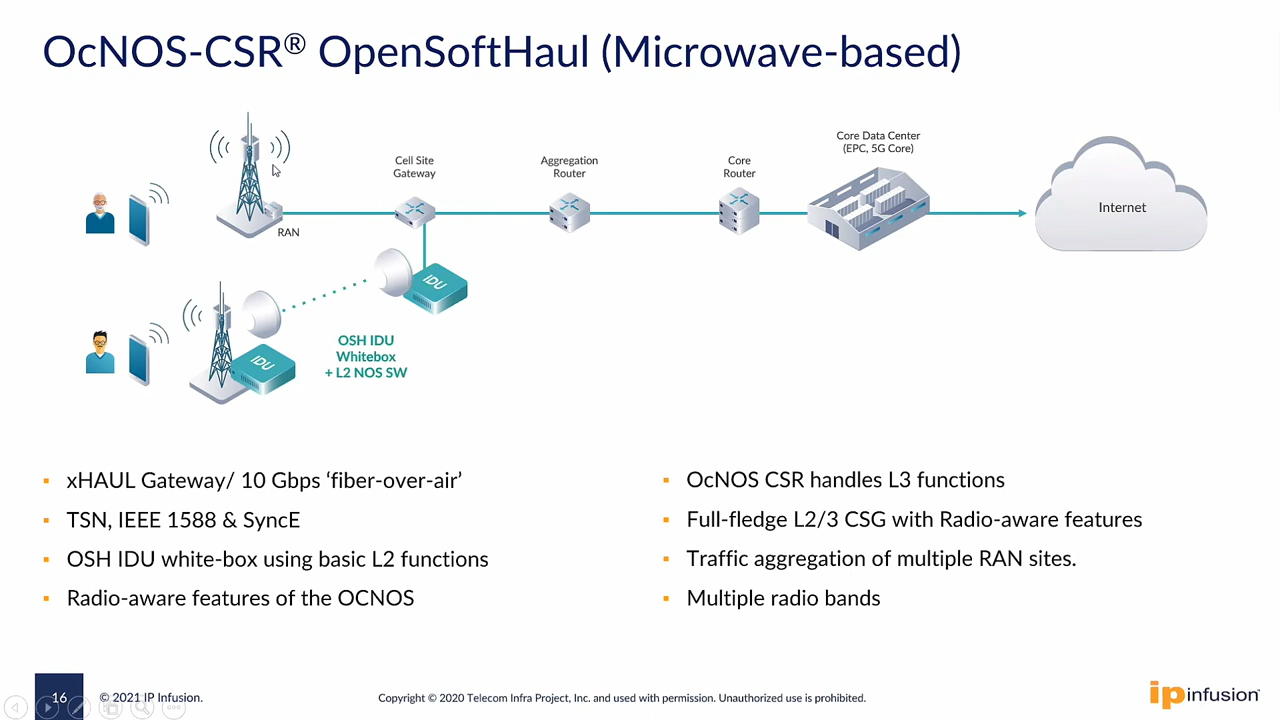 OcNOS-CSR® OpenSoftHaul (Microwave-based)
Core Data Center
(EPC, 5G Core)
Cell Site
Gateway
Aggregation
Router
Core
Router
Internet
RAN
IDU
IDU
OSH IDU
Whitebox
+ L2 NOS SW
▪ xHAUL Gateway/ 10 Gbps ‘fiber-over-air’
▪ TSN, IEEE 1588 & SyncE
▪ OSH IDU white-box using basic L2 functions
▪ Radio-aware features of the OCNOS
▪ OcNOS CSR handles L3 functions
▪ Full-fledge L2/3 CSG with Radio-aware features
▪ Traffic aggregation of multiple RAN sites.
▪ Multiple radio bands
16
© 2021 IP Infusion.
Copyright © 2020 Telecom Infra Project, Inc. and used with permission. Unauthorized use is prohibited.
ip infusion™